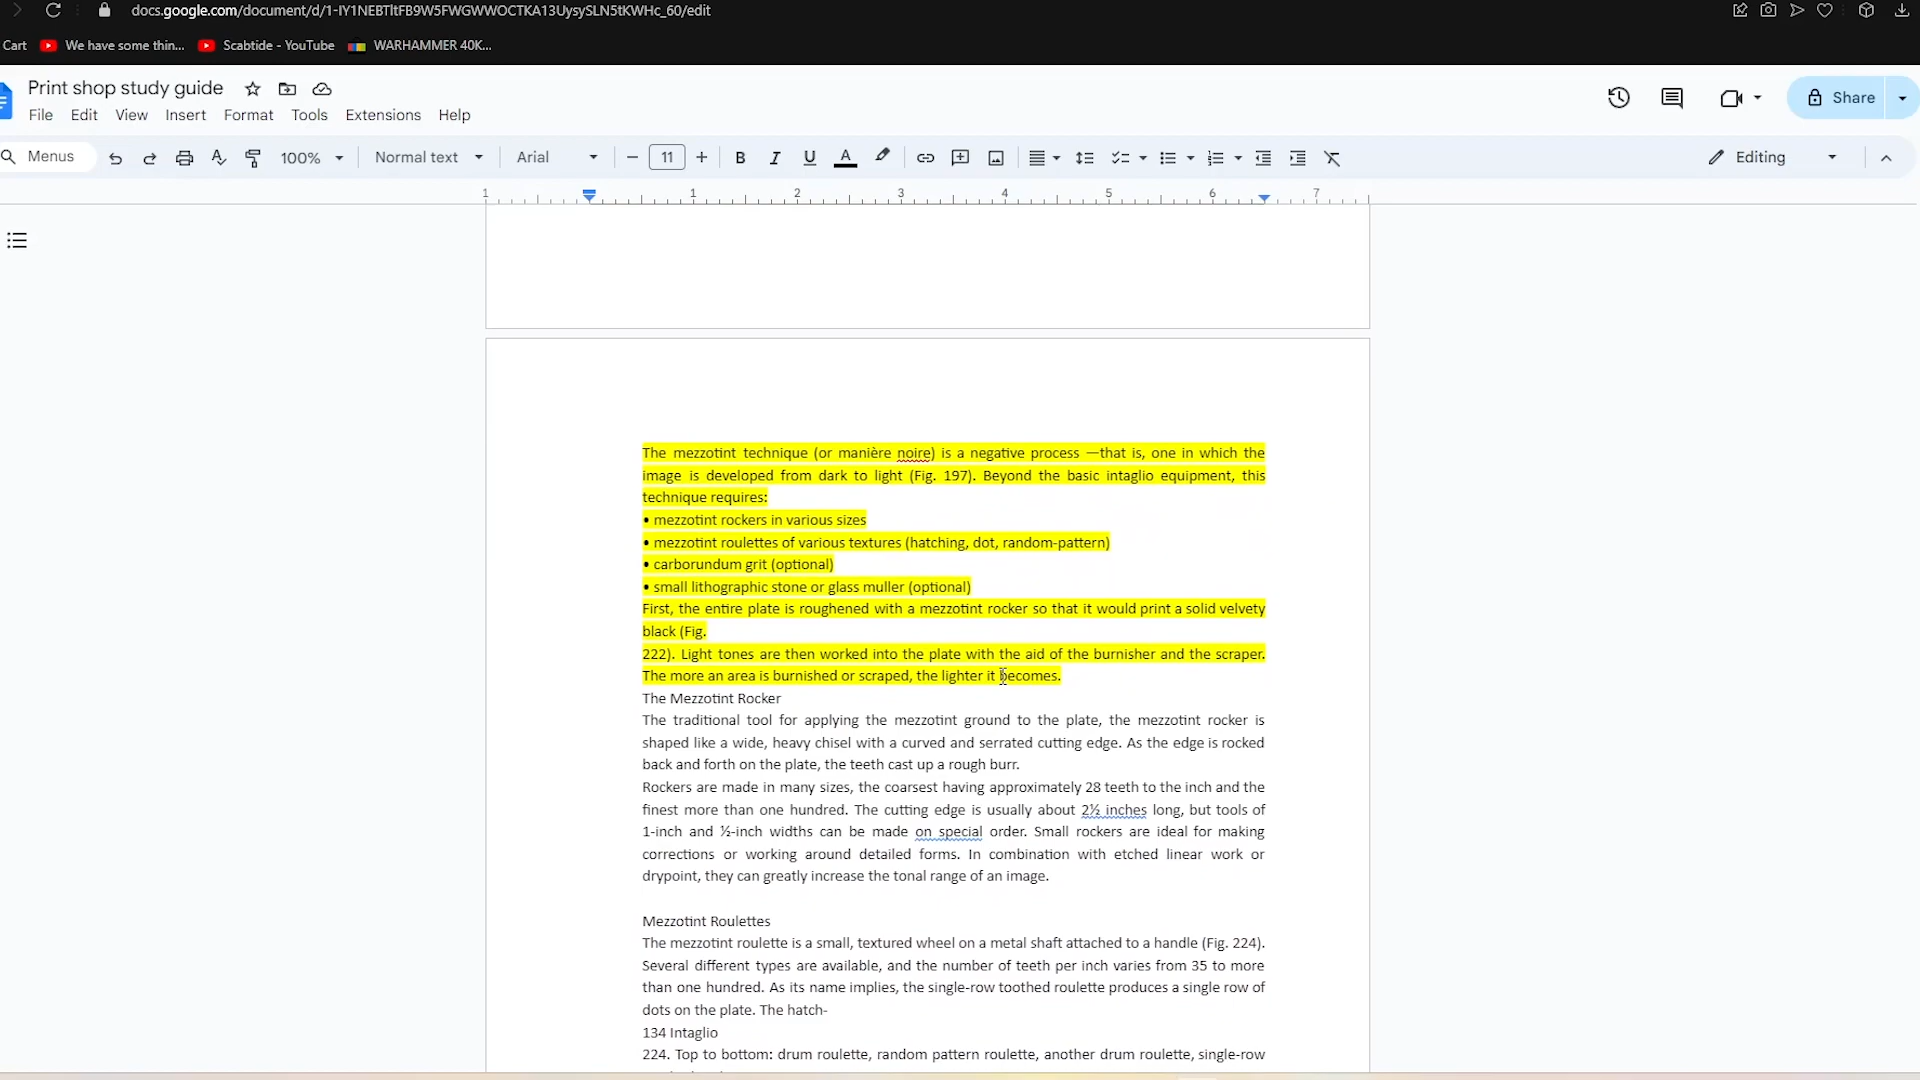 docs.google.com/document/d/1-IY1NEBTltFB9W5FWGWWOCTKA13UysySLN5tKWHc_60/edit
Cart We have some thin... Scabtide - YouTube WARHAMMER 40K...
Print shop study guide
File Edit View Insert Format Tools Extensions Help
Share
Menus 100% Normal text Arial 11 Editing
1 1 2 3 4 5 6 7
The mezzotint technique (or manière noire) is a negative process —that is, one in which the
image is developed from dark to light (Fig. 197). Beyond the basic intaglio equipment, this
technique requires:
• mezzotint rockers in various sizes
• mezzotint roulettes of various textures (hatching, dot, random-pattern)
• carborundum grit (optional)
• small lithographic stone or glass muller (optional)
First, the entire plate is roughened with a mezzotint rocker so that it would print a solid velvety
black (Fig.
222). Light tones are then worked into the plate with the aid of the burnisher and the scraper.
The more an area is burnished or scraped, the lighter it becomes.
The Mezzotint Rocker
The traditional tool for applying the mezzotint ground to the plate, the mezzotint rocker is
shaped like a wide, heavy chisel with a curved and serrated cutting edge. As the edge is rocked
back and forth on the plate, the teeth cast up a rough burr.
Rockers are made in many sizes, the coarsest having approximately 28 teeth to the inch and the
finest more than one hundred. The cutting edge is usually about 2½ inches long, but tools of
1-inch and ½-inch widths can be made on special order. Small rockers are ideal for making
corrections or working around detailed forms. In combination with etched linear work or
drypoint, they can greatly increase the tonal range of an image.
Mezzotint Roulettes
The mezzotint roulette is a small, textured wheel on a metal shaft attached to a handle (Fig. 224).
Several different types are available, and the number of teeth per inch varies from 35 to more
than one hundred. As its name implies, the single-row toothed roulette produces a single row of
dots on the plate. The hatch-
134 Intaglio
224. Top to bottom: drum roulette, random pattern roulette, another drum roulette, single-row